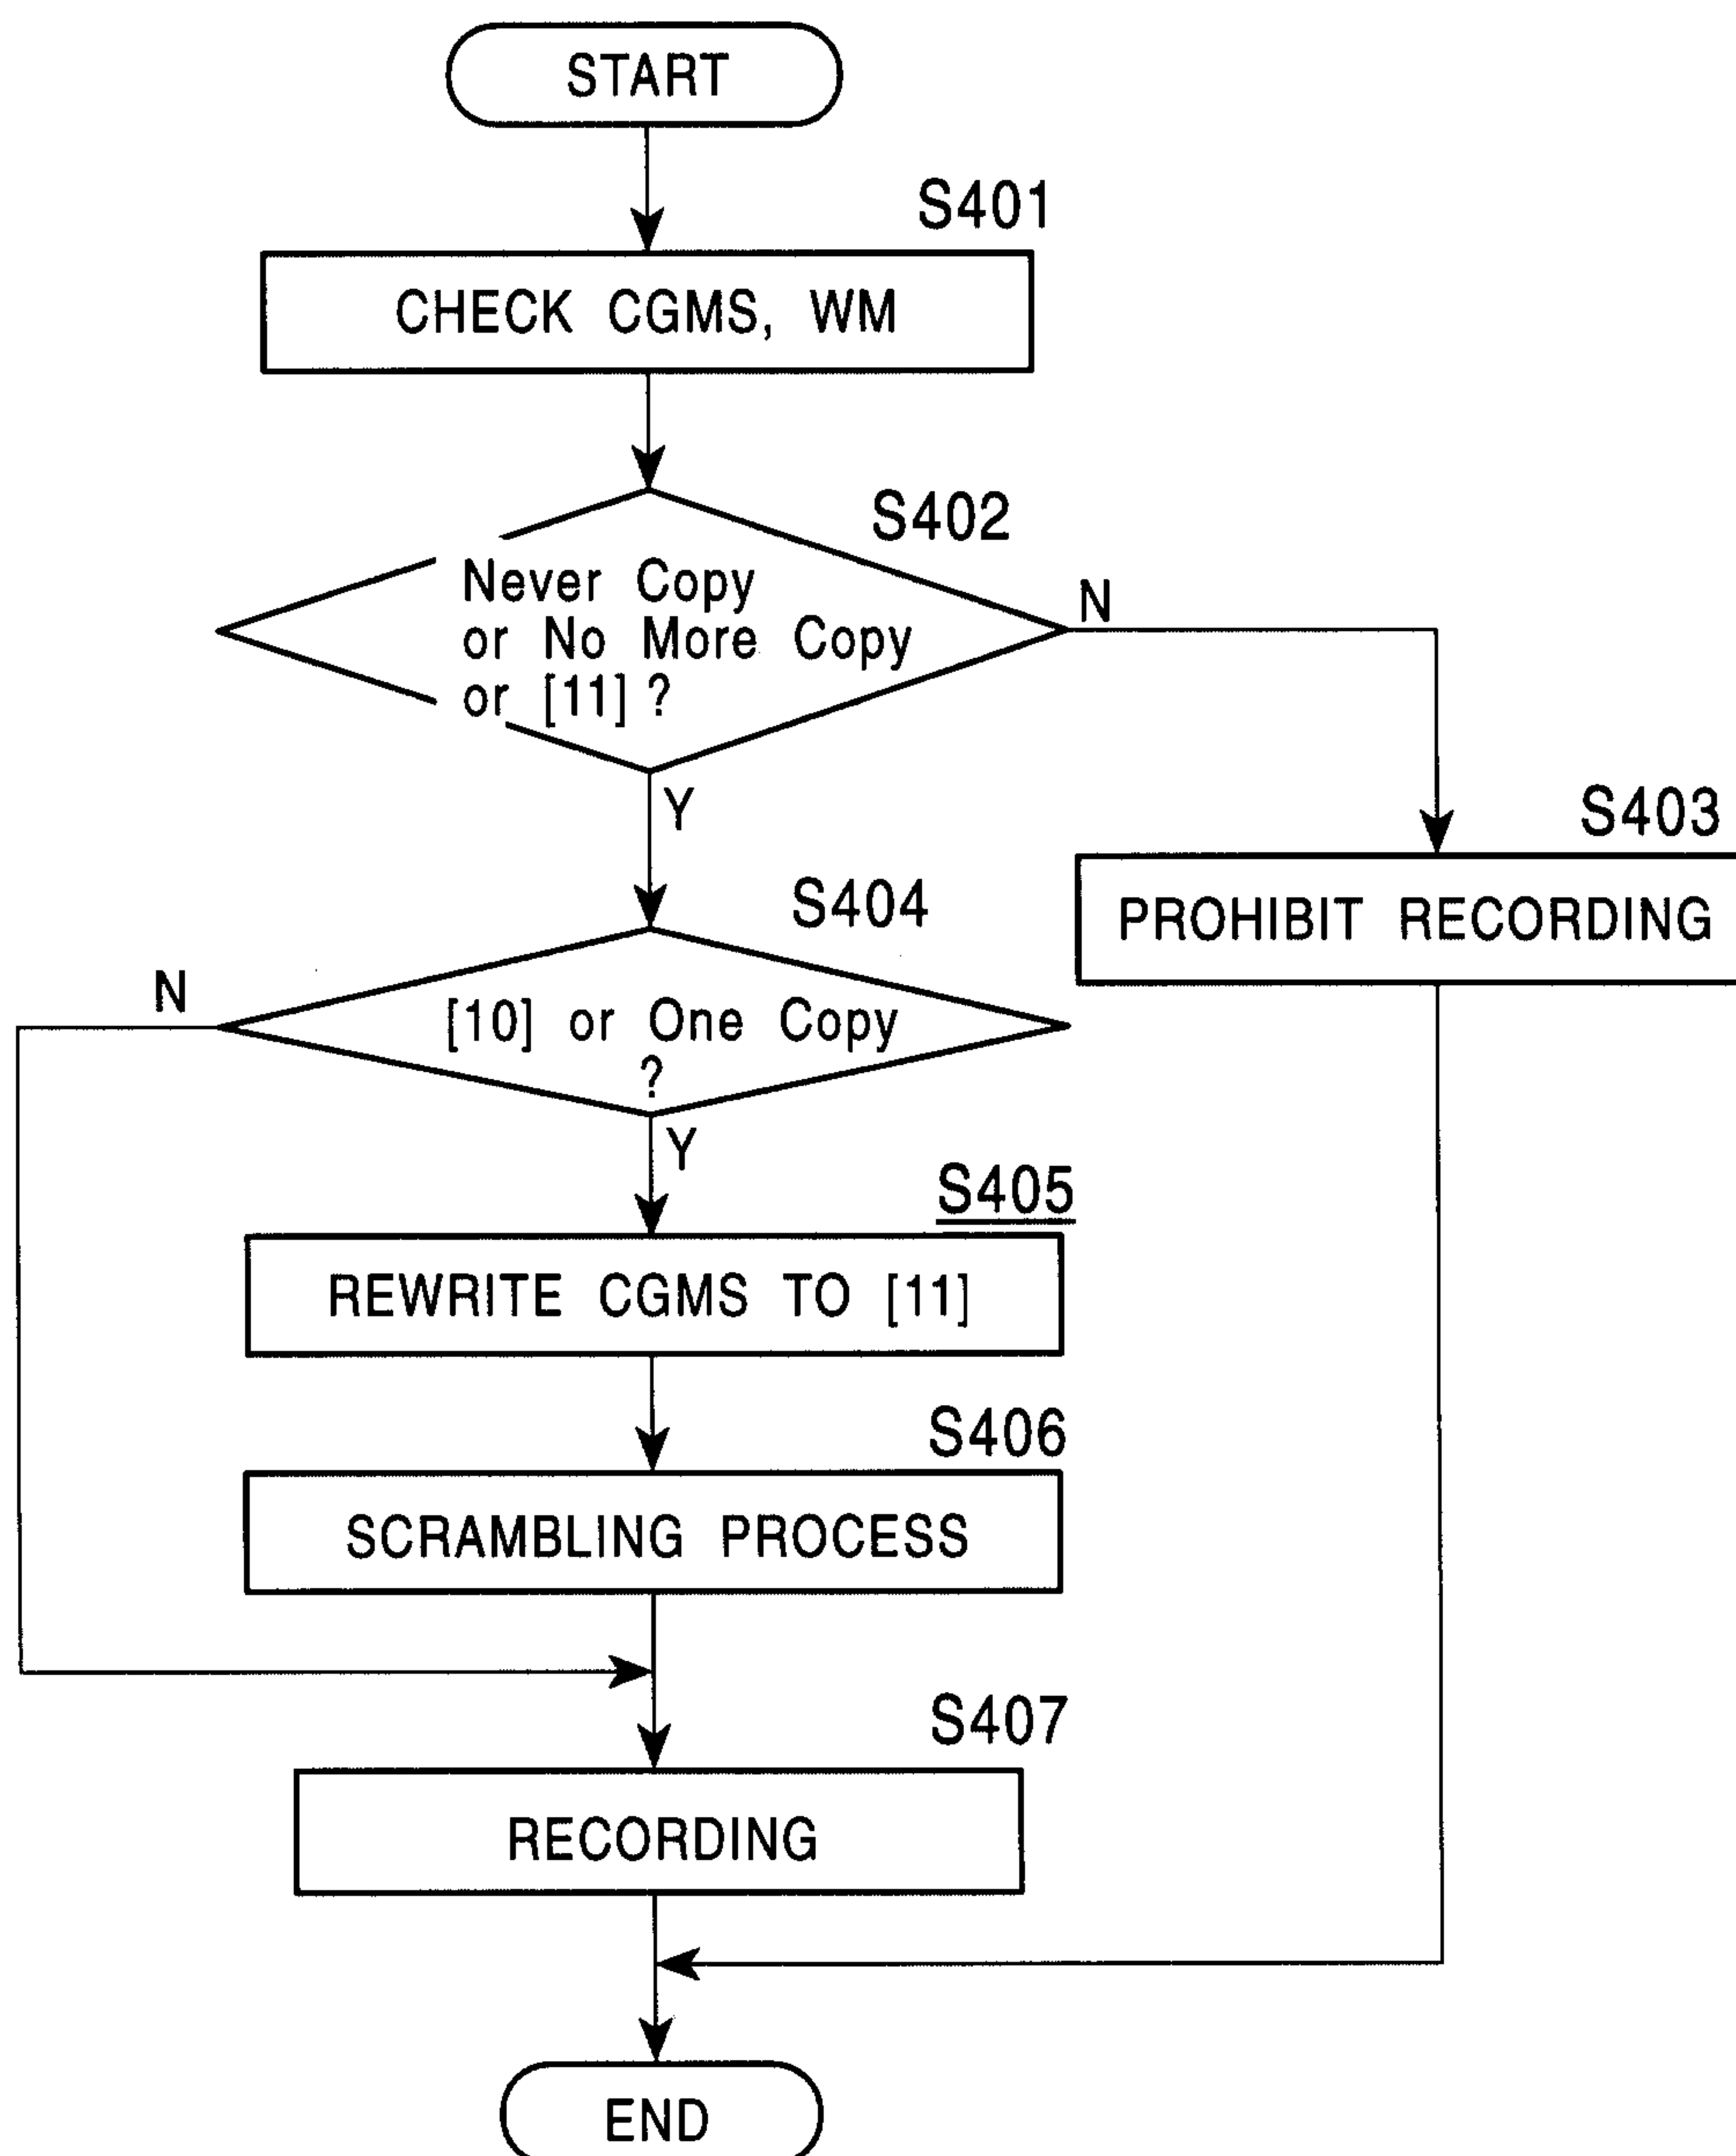 START
S401
CHECK CGMS, WM
S402
Never Copy
or No More Copy
or [11] ?
N
Y
S403
PROHIBIT RECORDING
S404
N
[10] or One Copy
?
Y
S405
REWRITE CGMS TO [11]
S406
SCRAMBLING PROCESS
S407
RECORDING
END